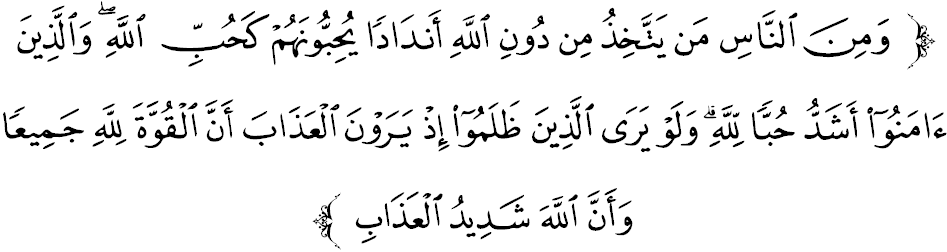 ﴿ وَمِنَ ٱلنَّاسِ مَن يَتَّخِذُ مِن دُونِ ٱللَّهِ أَندَادٗا يُحِبُّونَهُمۡ كَحُبِّ ٱللَّهِۖ وَٱلَّذِينَ
ءَامَنُوٓاْ أَشَدُّ حُبّٗا لِّلَّهِۗ وَلَوۡ يَرَى ٱلَّذِينَ ظَلَمُوٓاْ إِذۡ يَرَوۡنَ ٱلۡعَذَابَ أَنَّ ٱلۡقُوَّةَ لِلَّهِ جَمِيعٗا
وَأَنَّ ٱللَّهَ شَدِيدُ ٱلۡعَذَابِ ﴾